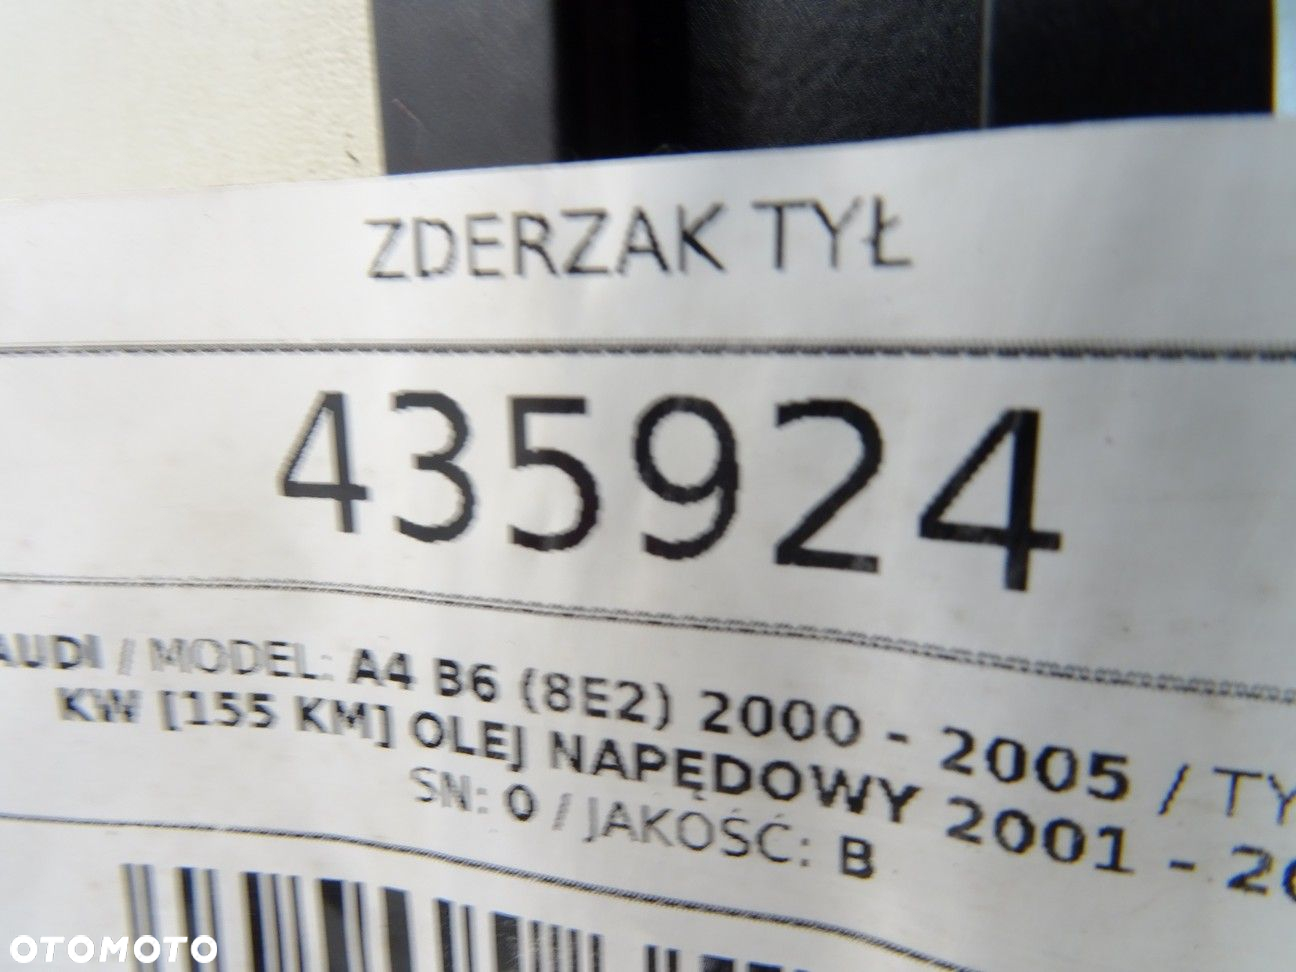 ZDERZAK TYŁ
435924
AUDI / MODEL: A4 B6 (8E2) 2000 - 2005 / TY
KW [155 KM] OLEJ NAPĘDOWY 2001 - 20
SN: 0 / JAKOŚĆ: B
OTOMOTO